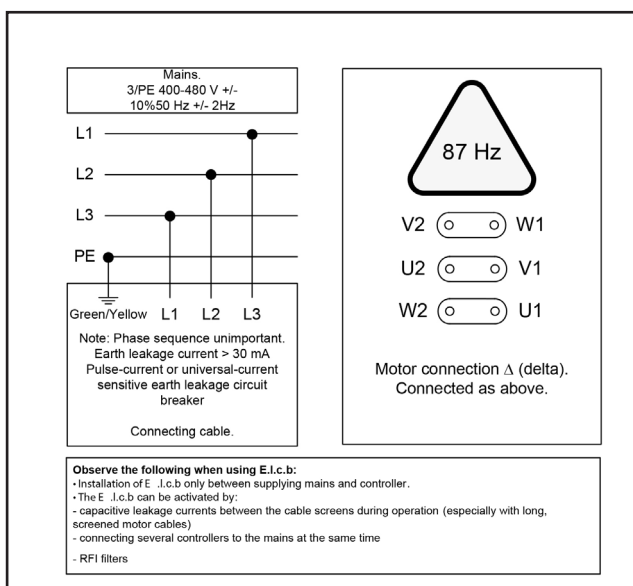 Mains.
3/PE 400-480 V +/-
10%50 Hz +/- 2Hz
L1
L2
L3
PE
Green/Yellow L1 L2 L3
Note: Phase sequence unimportant.
Earth leakage current > 30 mA
Pulse-current or universal-current
sensitive earth leakage circuit
breaker
Connecting cable.
87 Hz
V2 W1
U2 V1
W2 U1
Motor connection Δ (delta).
Connected as above.
Observe the following when using E.l.c.b:
• Installation of E .l.c.b only between supplying mains and controller.
• The E .l.c.b can be activated by:
- capacitive leakage currents between the cable screens during operation (especially with long,
screened motor cables)
- connecting several controllers to the mains at the same time
- RFI filters